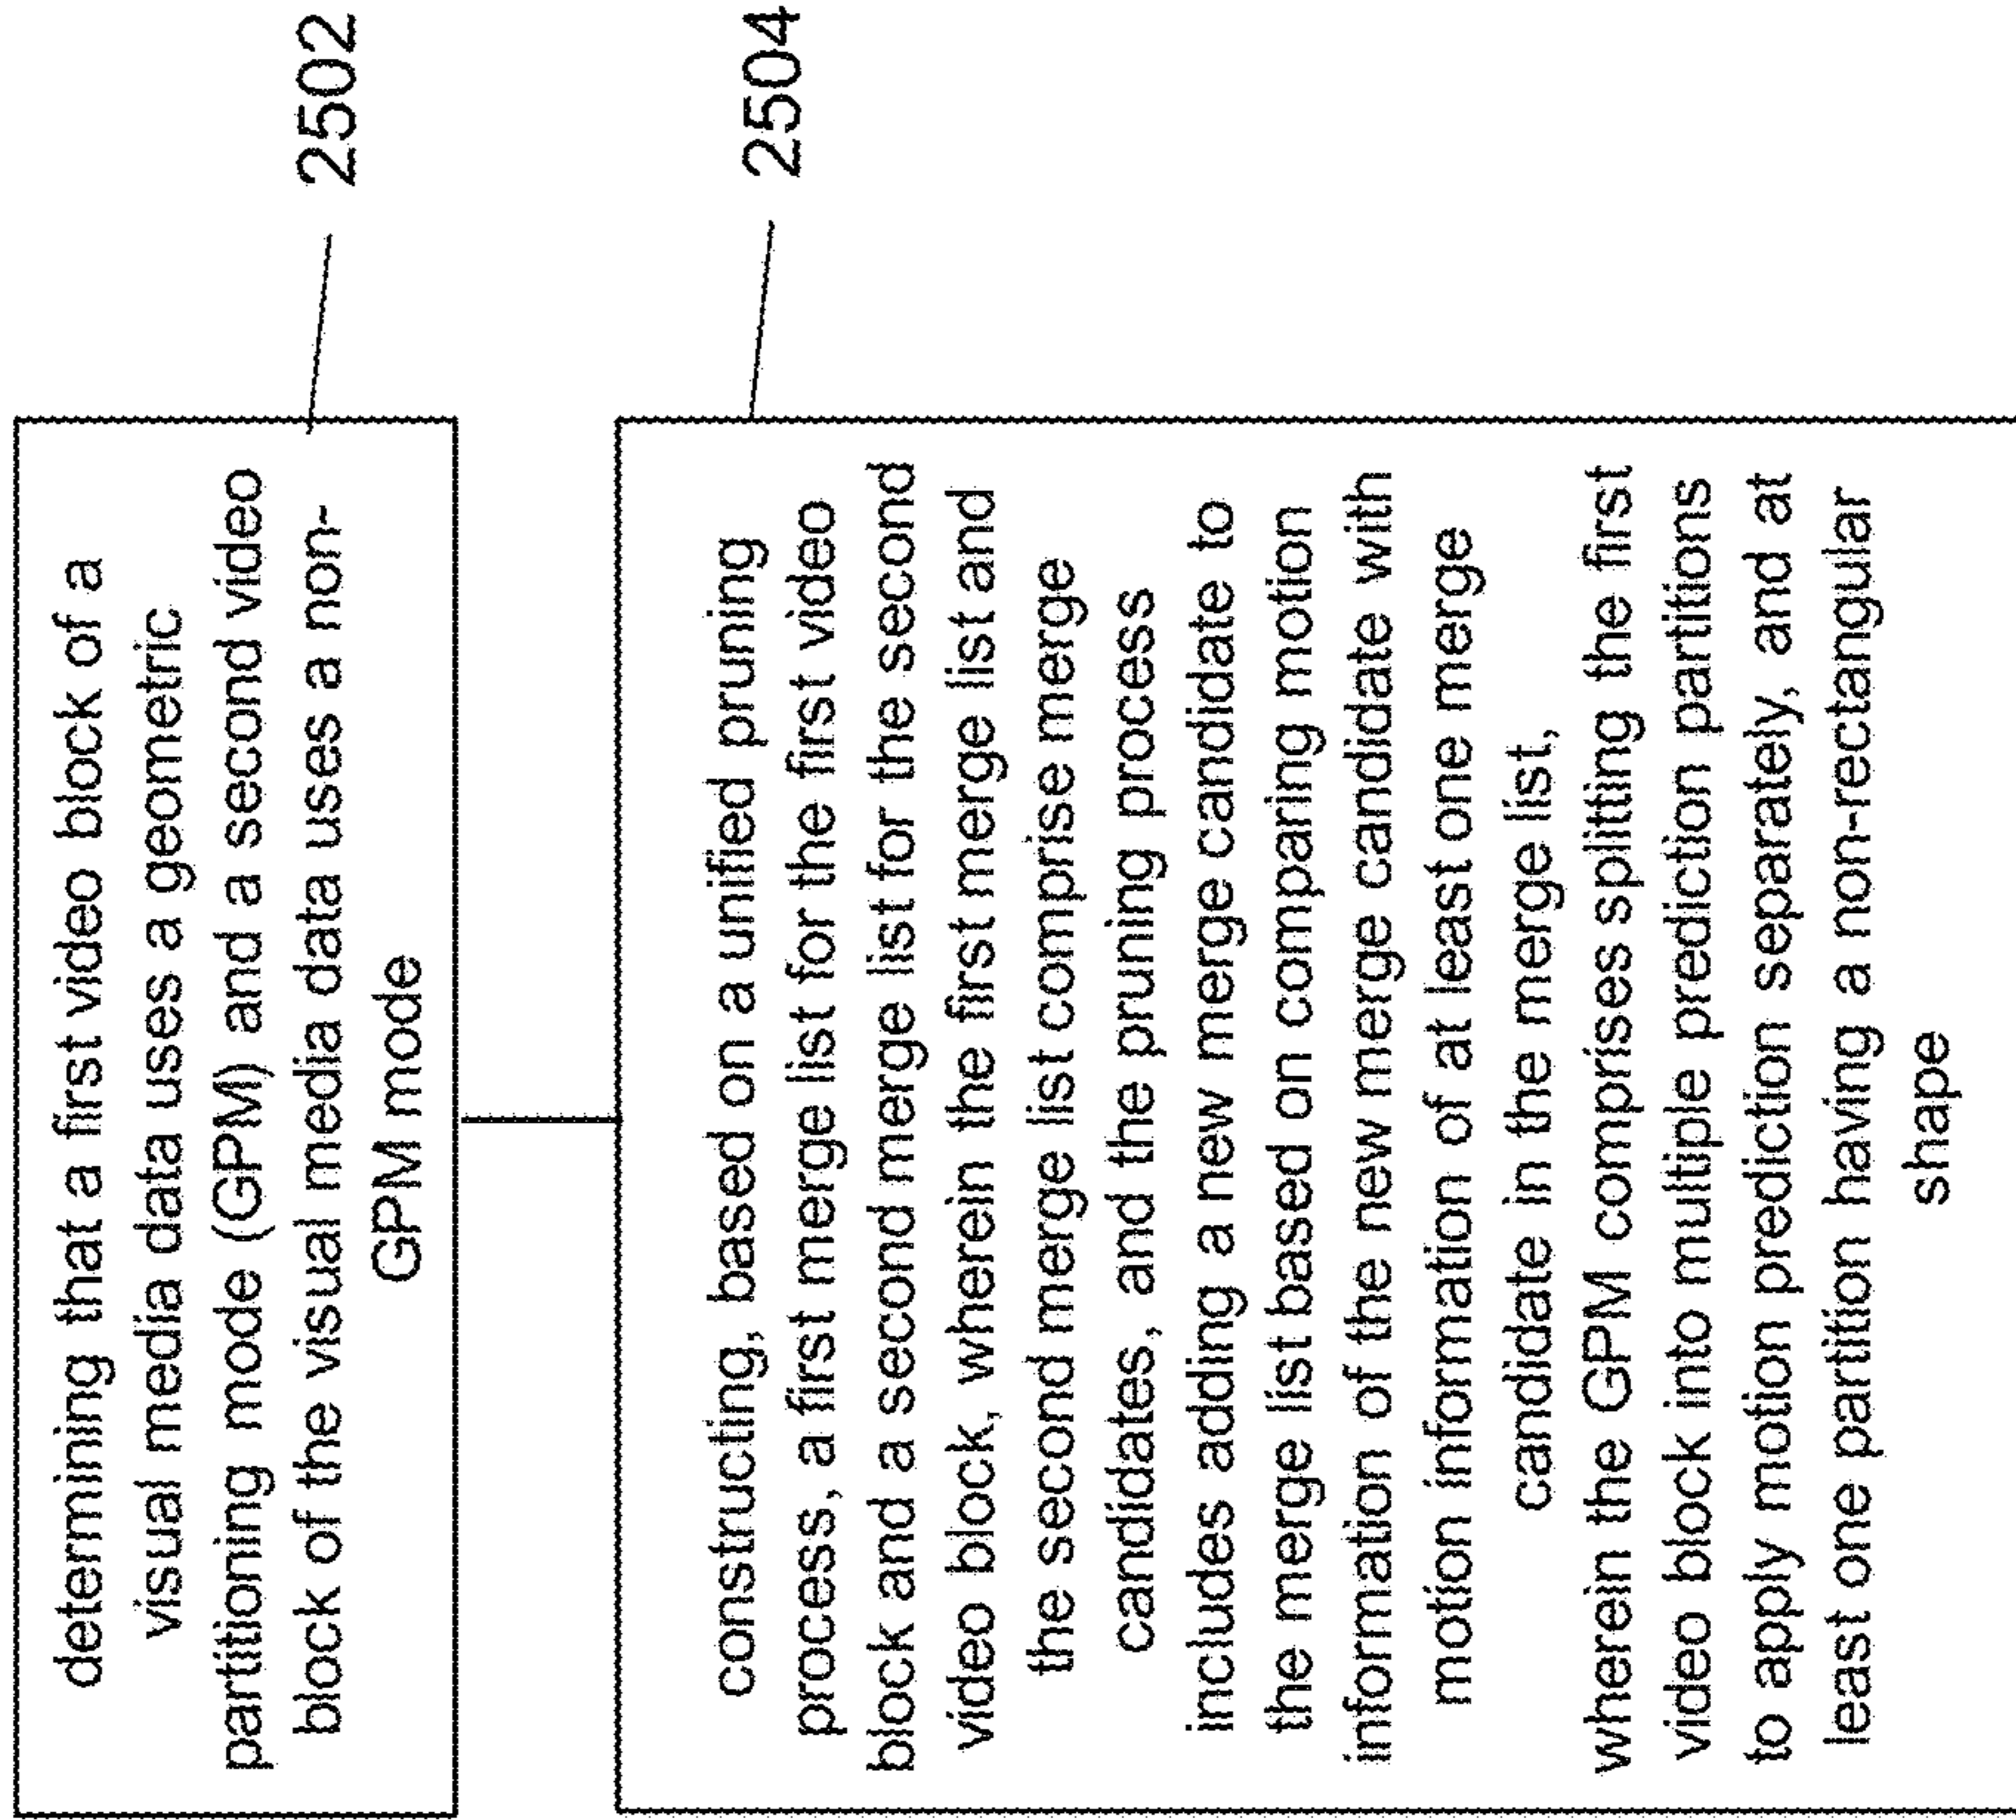 determining that a first video block of a
visual media data uses a geometric
partitioning mode (GPM) and a second video
block of the visual media data uses a non-
GPM mode
2502
constructing, based on a unified pruning
process, a first merge list for the first video
block and a second merge list for the second
video block, wherein the first merge list and
the second merge list comprise merge
candidates, and the pruning process
includes adding a new merge candidate to
the merge list based on comparing motion
information of the new merge candidate with
motion information of at least one merge
candidate in the merge list,
wherein the GPM comprises splitting the first
video block into multiple prediction partitions
to apply motion prediction separately, and at
least one partition having a non-rectangular
shape
2504